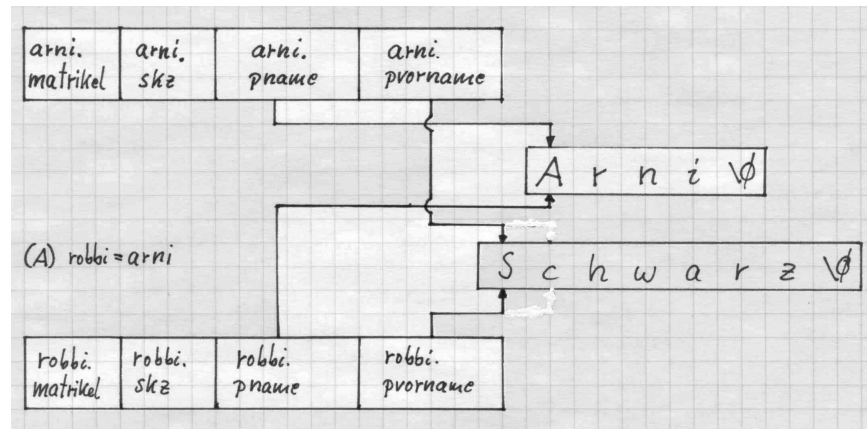 arni. matrikel
arni. skz
arni. pname
arni. pvorname
A r n i \0
(A) robbi = arni
S c h w a r z \0
robbi. matrikel
robbi. skz
robbi. pname
robbi. pvorname